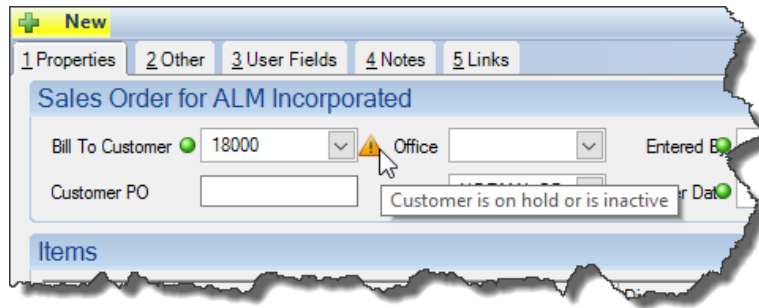 New
1 Properties 2 Other 3 User Fields 4 Notes 5 Links
Sales Order for ALM Incorporated
Bill To Customer 18000 Office Entered
Customer PO
Customer is on hold or is inactive
Items